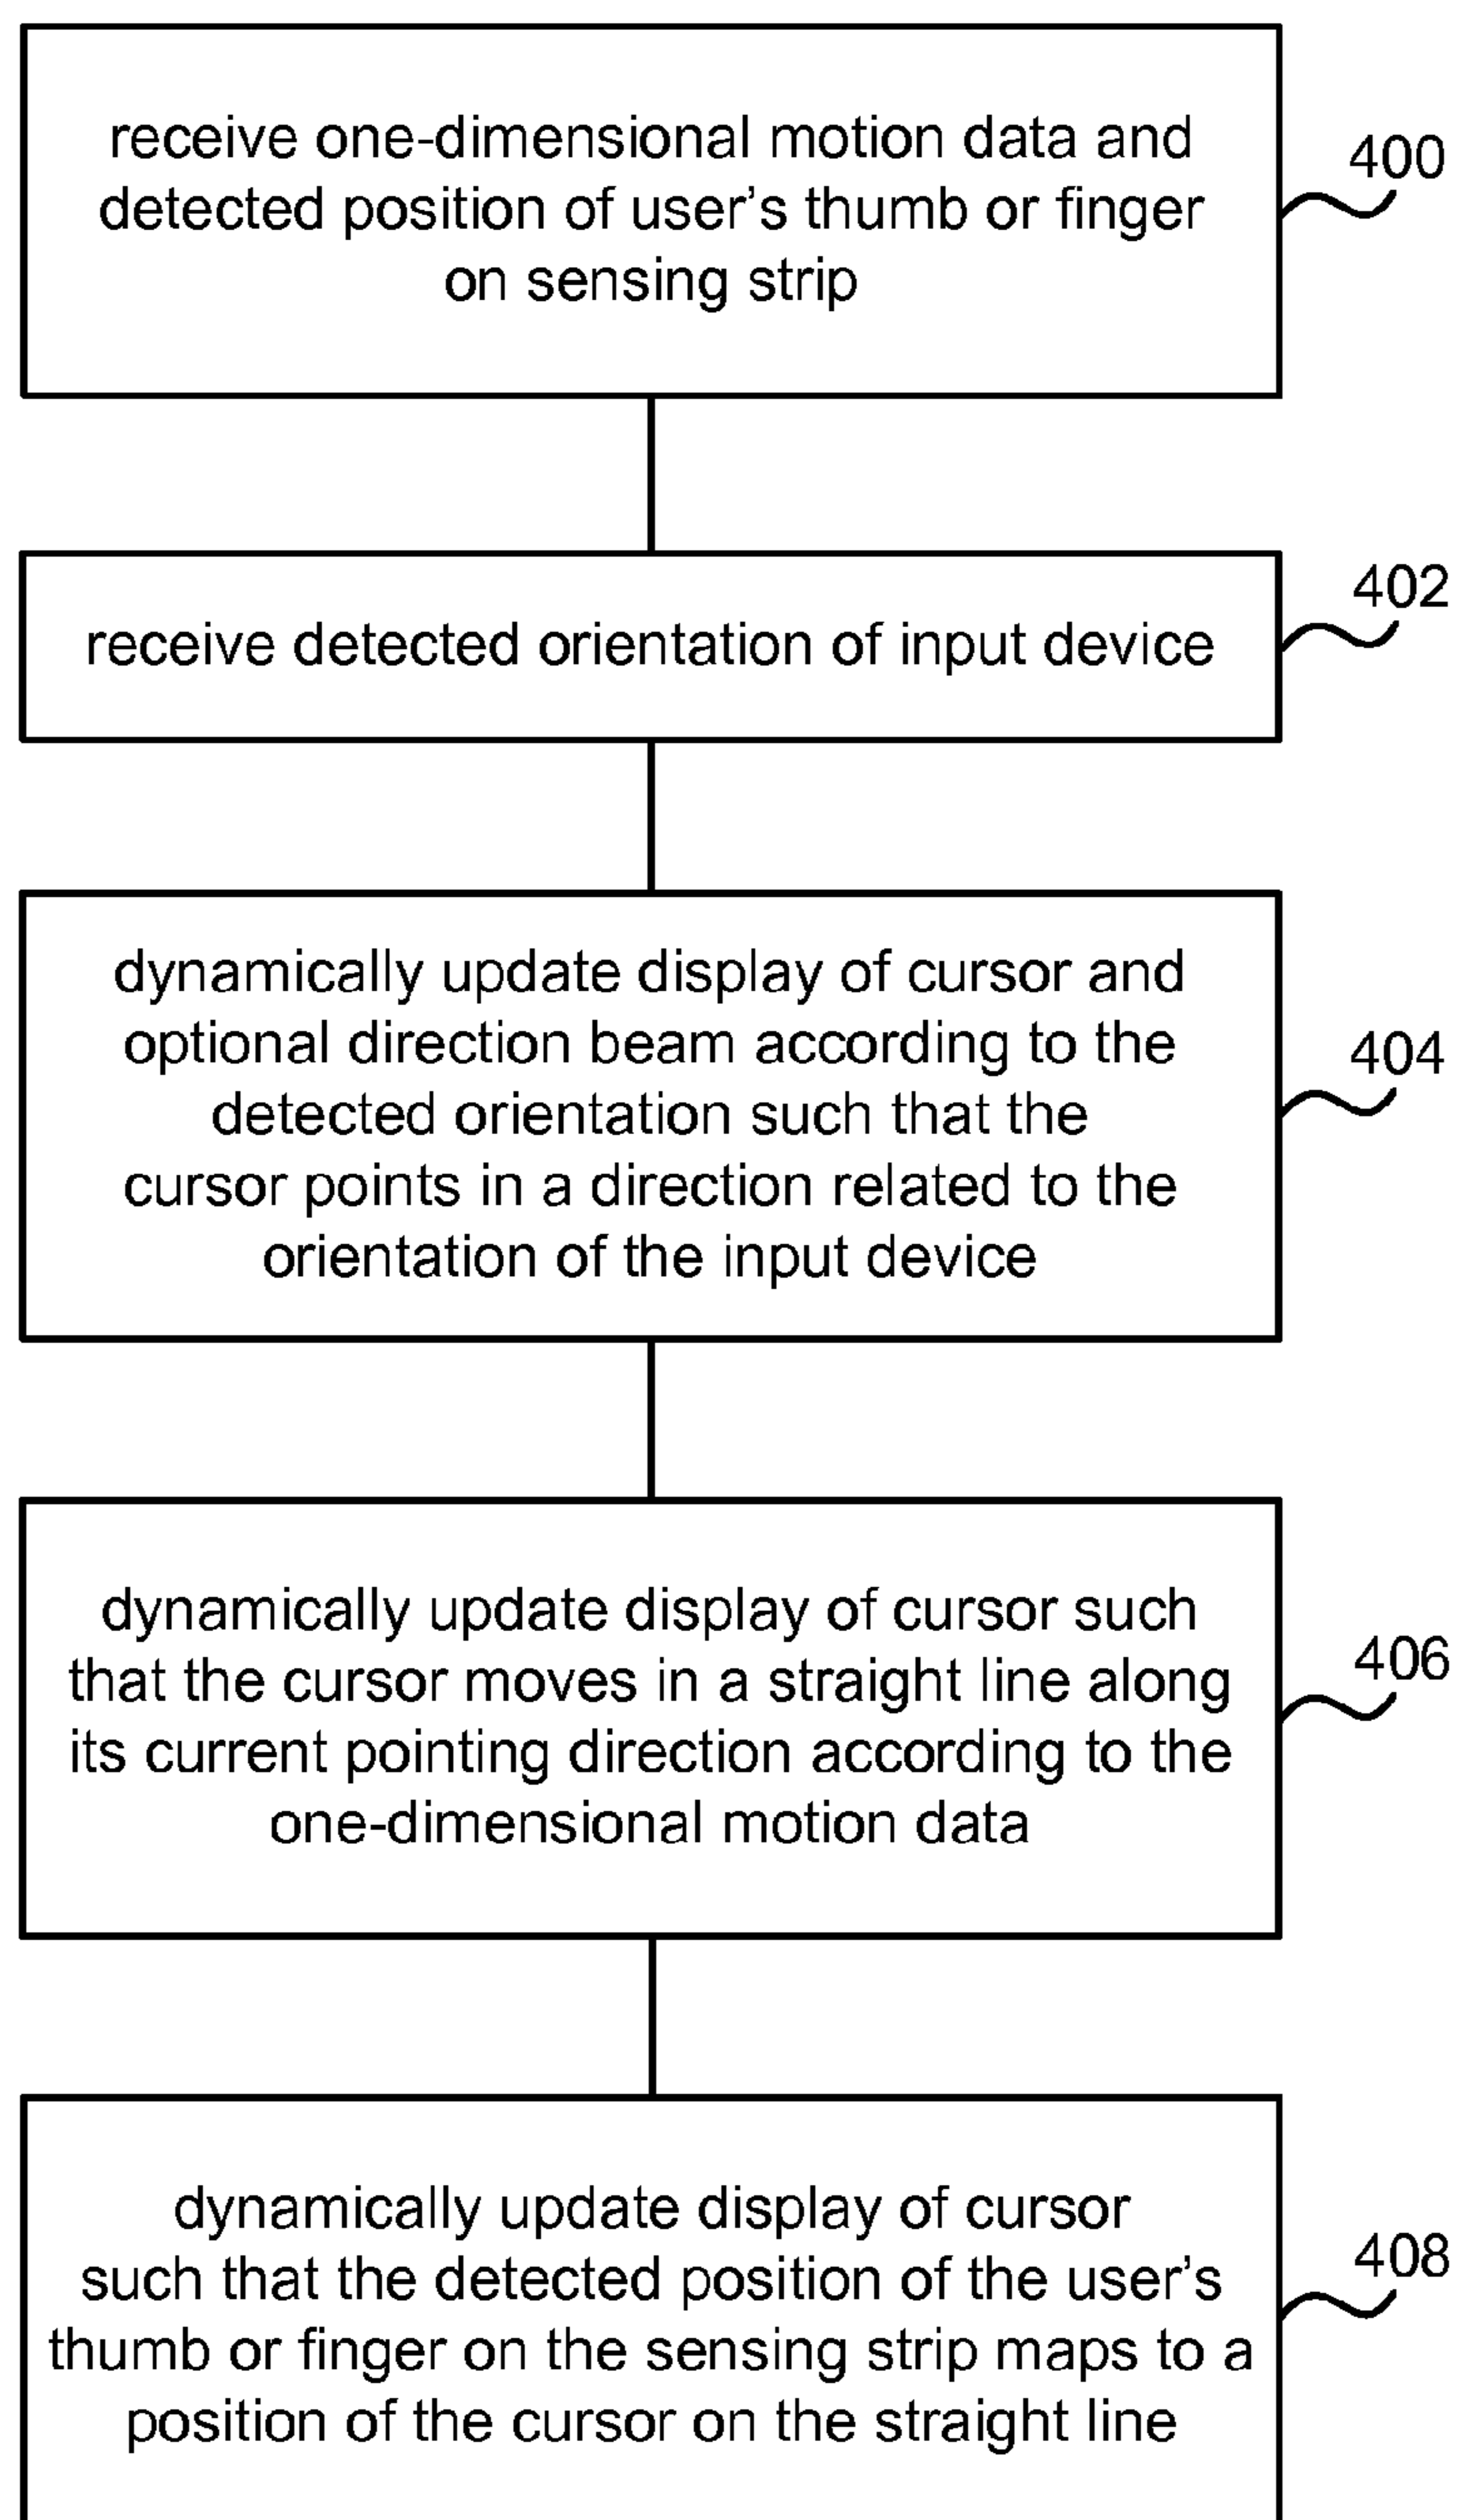 receive one-dimensional motion data and
detected position of user’s thumb or finger
on sensing strip
400
receive detected orientation of input device
402
dynamically update display of cursor and
optional direction beam according to the
detected orientation such that the
cursor points in a direction related to the
orientation of the input device
404
dynamically update display of cursor such
that the cursor moves in a straight line along
its current pointing direction according to the
one-dimensional motion data
406
dynamically update display of cursor
such that the detected position of the user’s
thumb or finger on the sensing strip maps to a
position of the cursor on the straight line
408